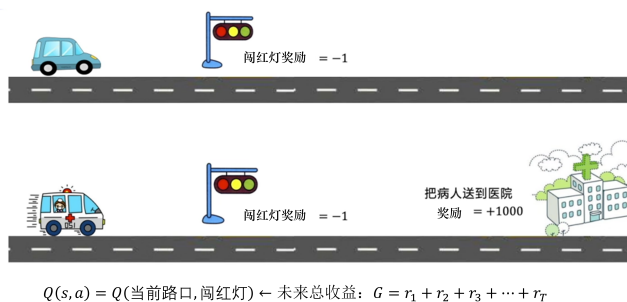 闯红灯奖励 = −1
把病人送到医院
闯红灯奖励 = −1
奖励 = +1000
Q(s,a) = Q(当前路口,闯红灯) ← 未来总收益：G = r₁ + r₂ + r₃ + ⋯ + r_T